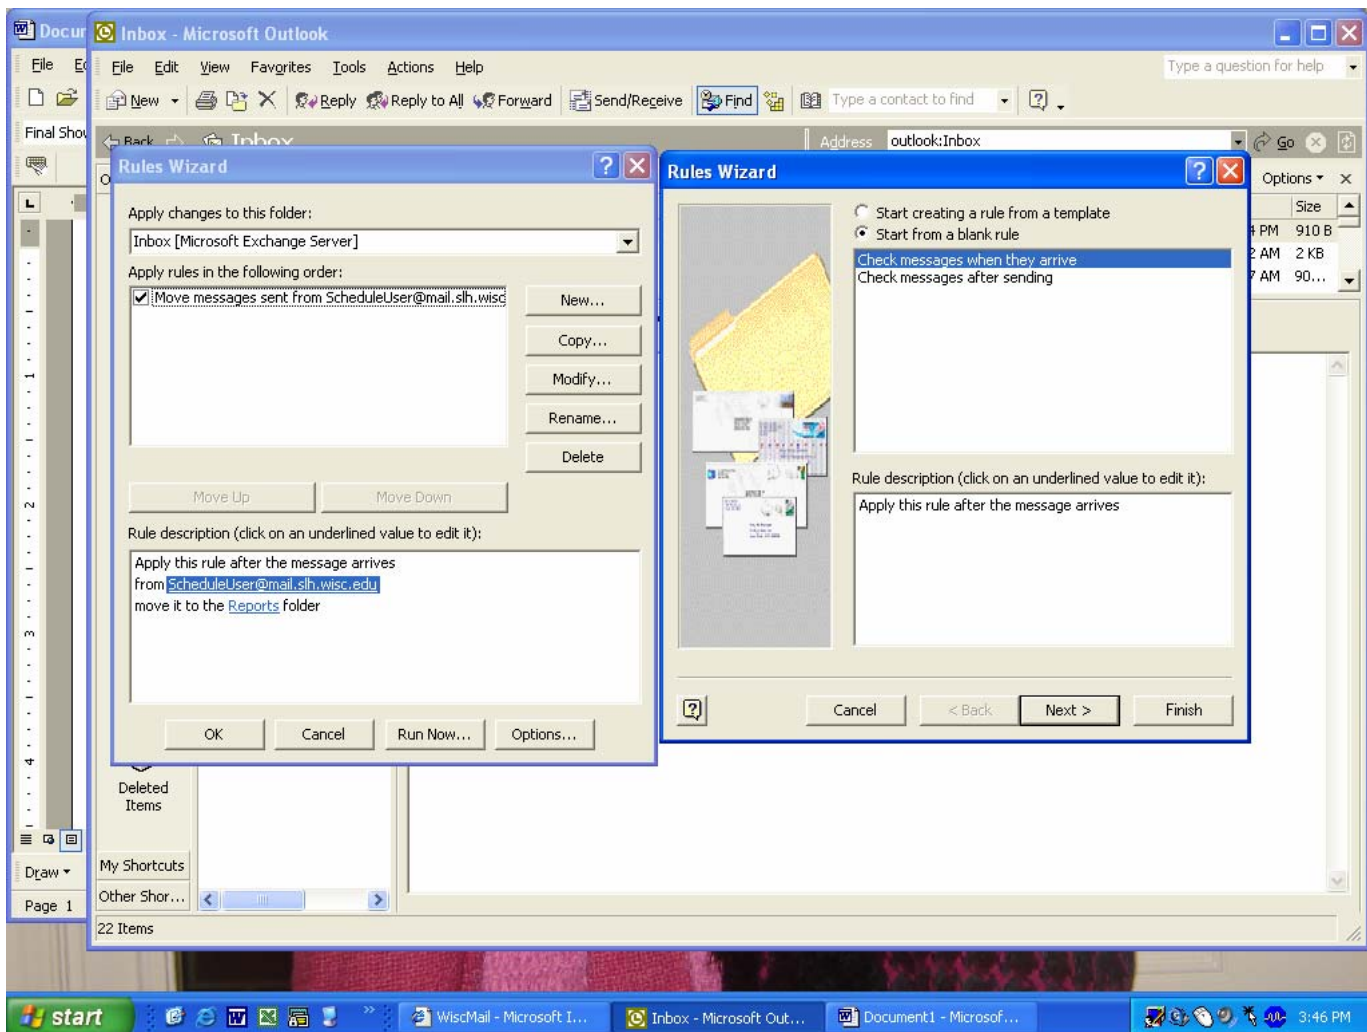 Docur
Inbox - Microsoft Outlook
File
File Edit View Favorites Tools Actions Help
Type a question for help
New Reply Reply to All Forward Send/Receive Find Type a contact to find
Final Shov
Back Inbox Address outlook:Inbox Go
Rules Wizard
Apply changes to this folder:
Inbox [Microsoft Exchange Server]
Apply rules in the following order:
Move messages sent from ScheduleUser@mail.slh.wisc
New...
Copy...
Modify...
Rename...
Delete
Move Up Move Down
Rule description (click on an underlined value to edit it):
Apply this rule after the message arrives
from ScheduleUser@mail.slh.wisc.edu
move it to the Reports folder
OK Cancel Run Now... Options...
Rules Wizard
Start creating a rule from a template
Start from a blank rule
Check messages when they arrive
Check messages after sending
Rule description (click on an underlined value to edit it):
Apply this rule after the message arrives
Cancel < Back Next > Finish
Options
Size
PM 910 B
2 AM 2 KB
7 AM 90...
1
2
3
4
Deleted
Items
My Shortcuts
Other Shor...
22 Items
Draw
Page 1
start WiscMail - Microsoft I... Inbox - Microsoft Out... Document1 - Microsof... 3:46 PM